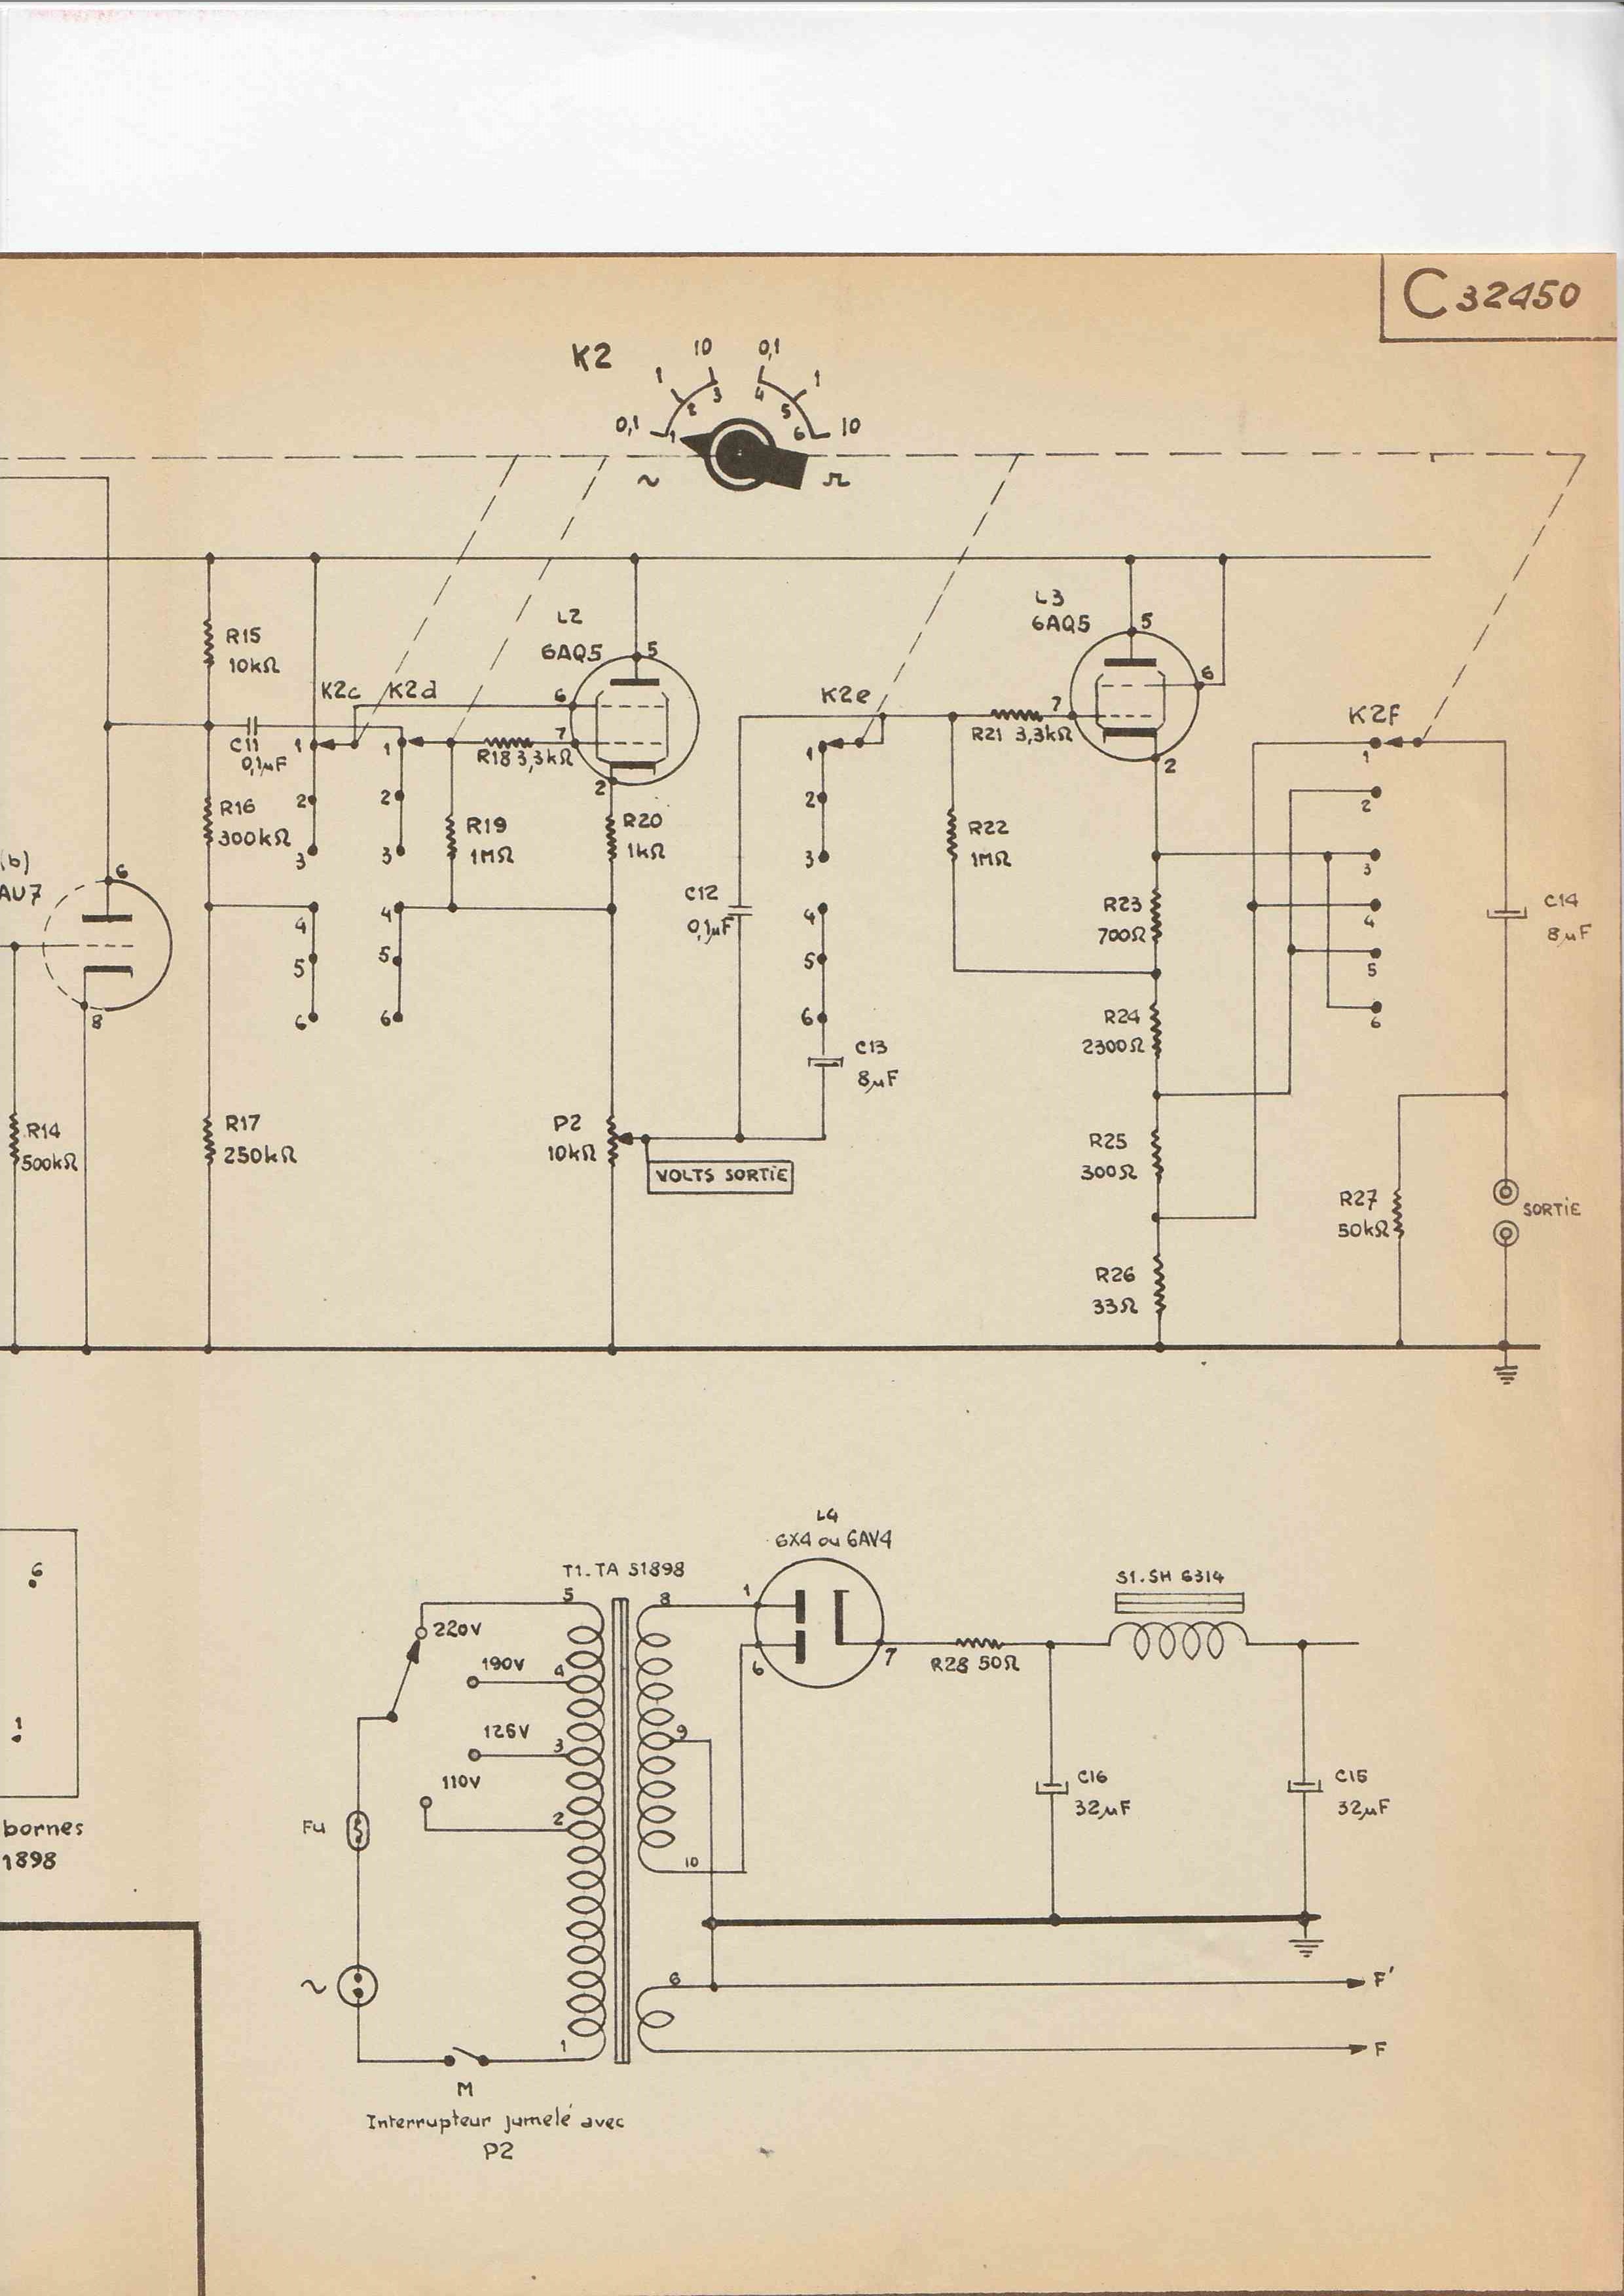 C 32450
K2
0,1
1
10
0,1
1
10
1
2
3
4
5
6
~
Ω
R15
10kΩ
K2c
K2d
L2
6AQ5
5
6
7
2
C11
0,1µF
R18 3,3kΩ
1
2
3
4
5
6
1
2
3
4
5
6
R16
300kΩ
R19
1MΩ
R20
1kΩ
(b)
AU7
6
8
R14
500kΩ
R17
250kΩ
P2
10kΩ
VOLTS SORTIE
C12
0,1µF
K2e
1
2
3
4
5
6
C13
8µF
L3
6AQ5
5
6
7
2
R21 3,3kΩ
R22
1MΩ
R23
700Ω
R24
2300Ω
R25
300Ω
R26
33Ω
K2F
1
2
3
4
5
6
C14
8µF
R27
50kΩ
SORTIE
6
1
bornes
1898
T1.TA S1898
5
220V
190V
4
125V
3
110V
2
1
Fu
~
M
Interrupteur jumelé avec
P2
8
9
10
6
L4
6X4 ou 6AV4
1
6
7
R28 50Ω
S1.SH 6314
C16
32µF
C15
32µF
F'
F